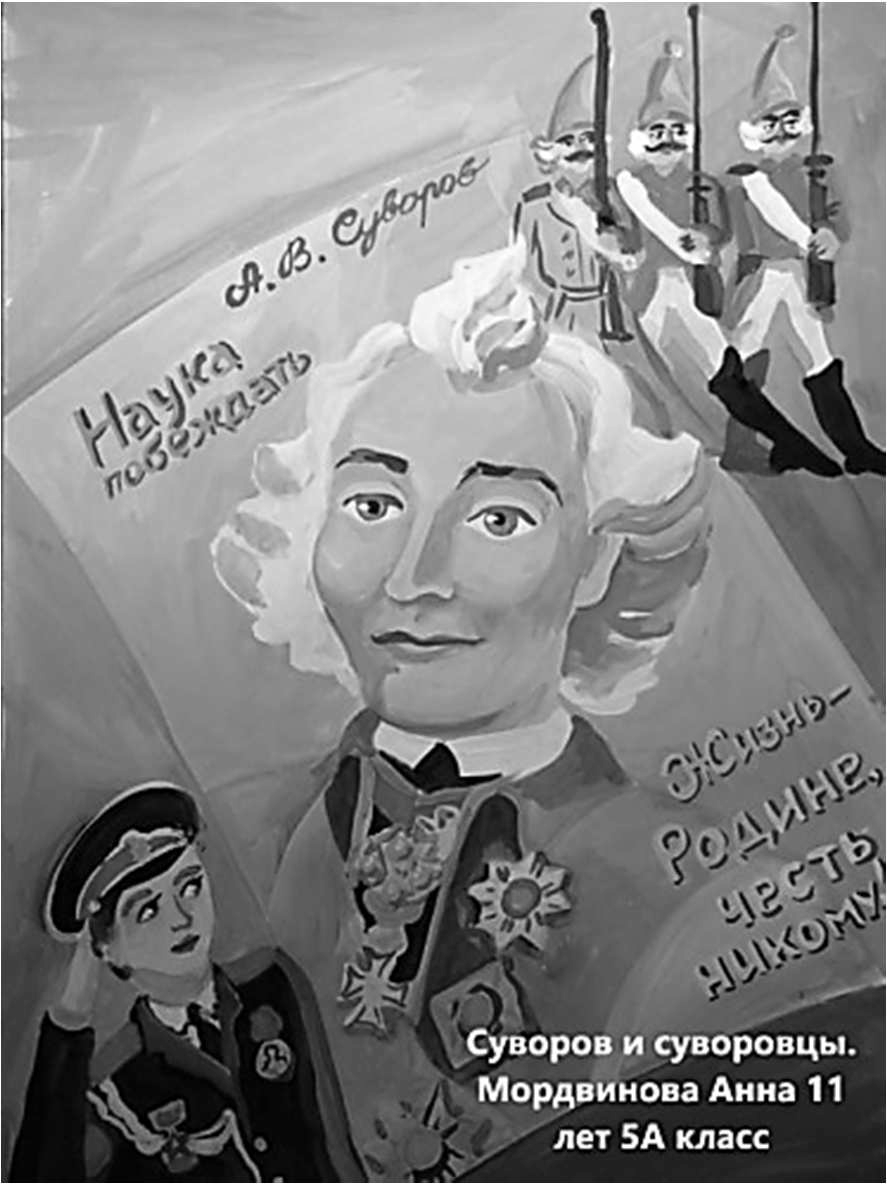 А. В. Суворов
Наука
побеждать
Жизнь–
Родине,
честь
никому
Суворов и суворовцы.
Мордвинова Анна 11
лет 5А класс